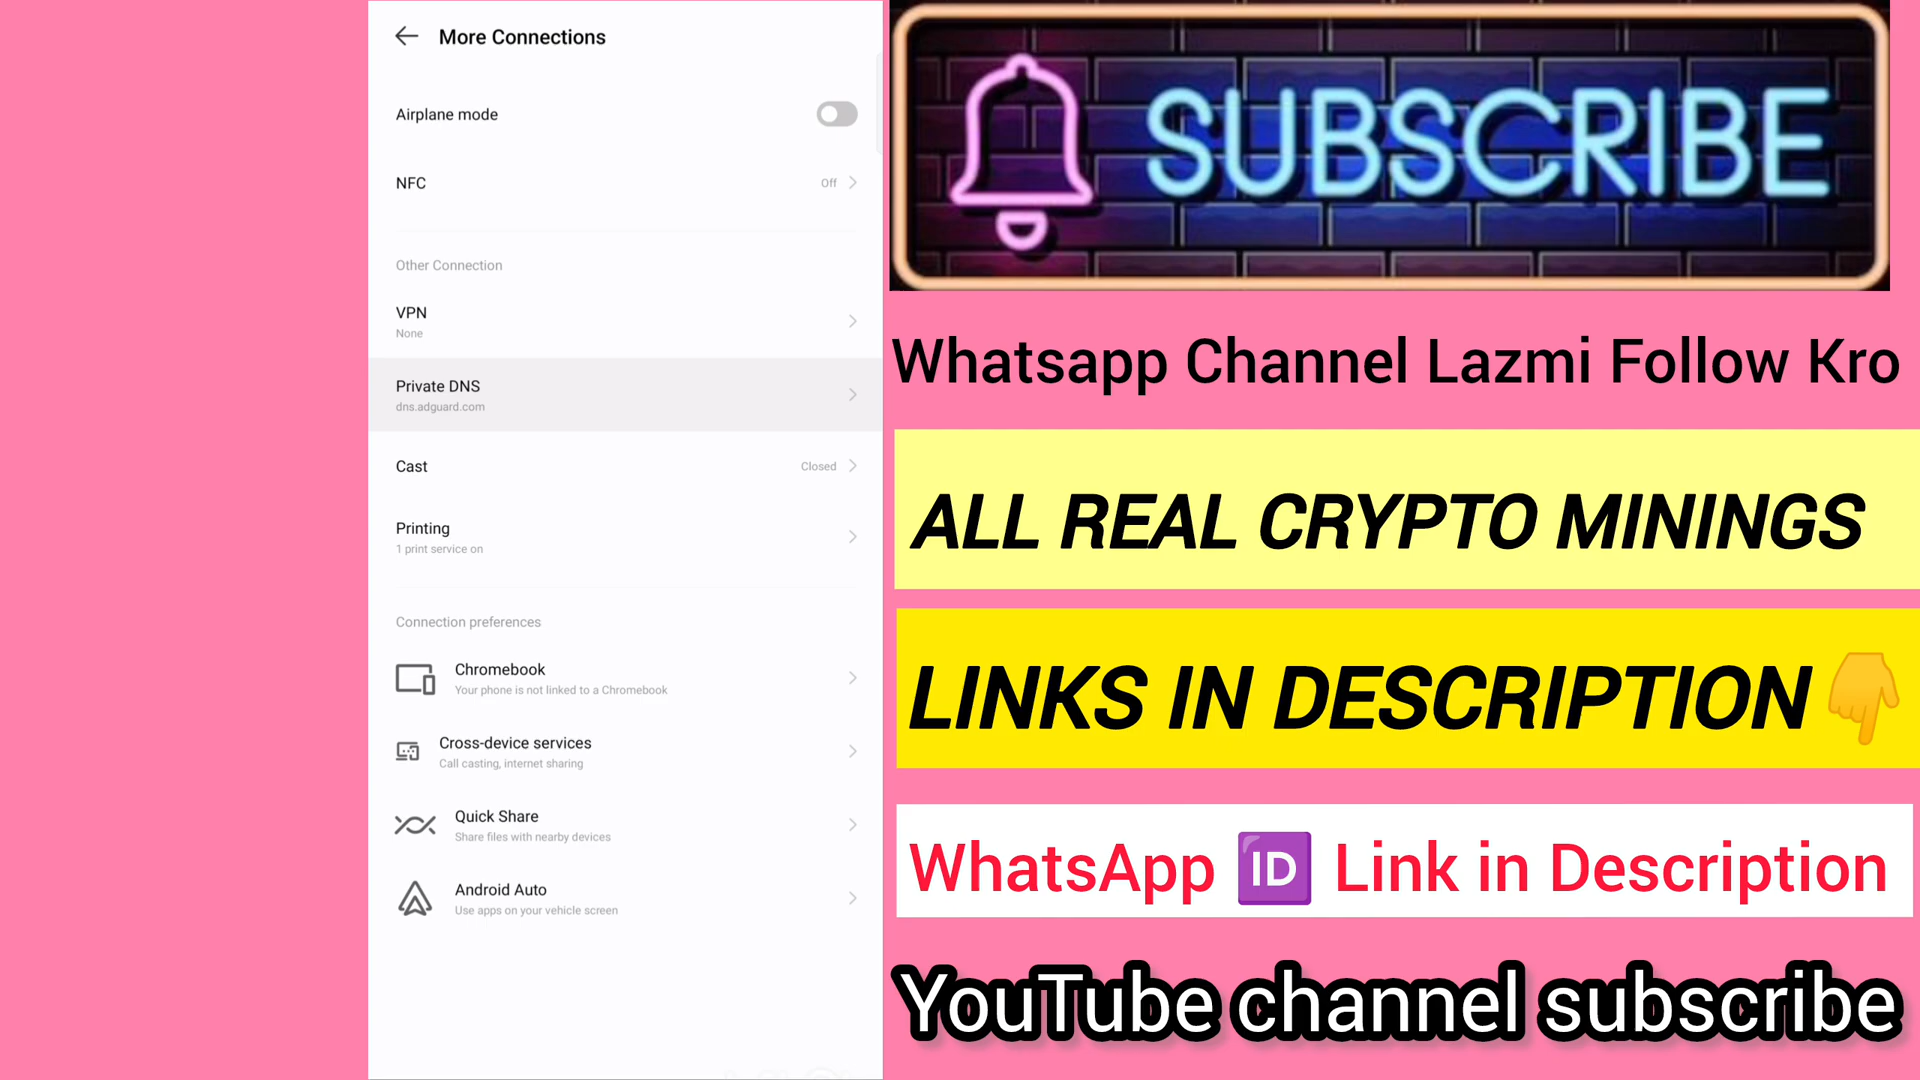 More Connections
Airplane mode
NFC
Off
Other Connection
VPN
None
Private DNS
dns.adguard.com
Cast
Closed
Printing
1 print service on
Connection preferences
Chromebook
Your phone is not linked to a Chromebook
Cross-device services
Call casting, internet sharing
Quick Share
Share files with nearby devices
Android Auto
Use apps on your vehicle screen
SUBSCRIBE
Whatsapp Channel Lazmi Follow Kro
ALL REAL CRYPTO MININGS
LINKS IN DESCRIPTION👇
WhatsApp 🆔 Link in Description
YouTube channel subscribe